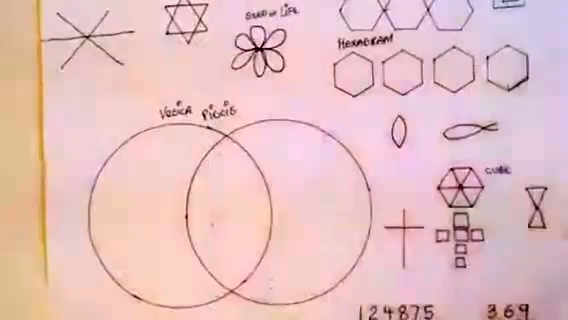 SEED OF LIFE
HEXAGRAM
VESICA PISCIS
CUBE
124875 369